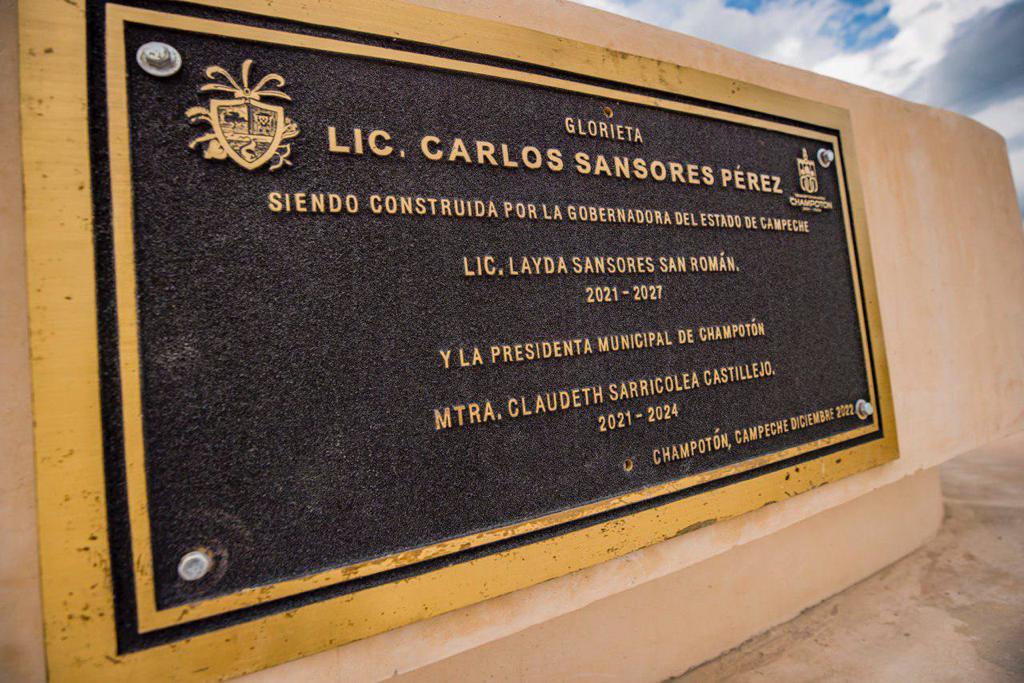 GLORIETA
LIC. CARLOS SANSORES PÉREZ
CHAMPOTÓN
SIENDO CONSTRUIDA POR LA GOBERNADORA DEL ESTADO DE CAMPECHE
LIC. LAYDA SANSORES SAN ROMÁN.
2021 - 2027
Y LA PRESIDENTA MUNICIPAL DE CHAMPOTÓN
MTRA. CLAUDETH SARRICOLEA CASTILLEJO.
2021 - 2024
CHAMPOTÓN, CAMPECHE DICIEMBRE 2022